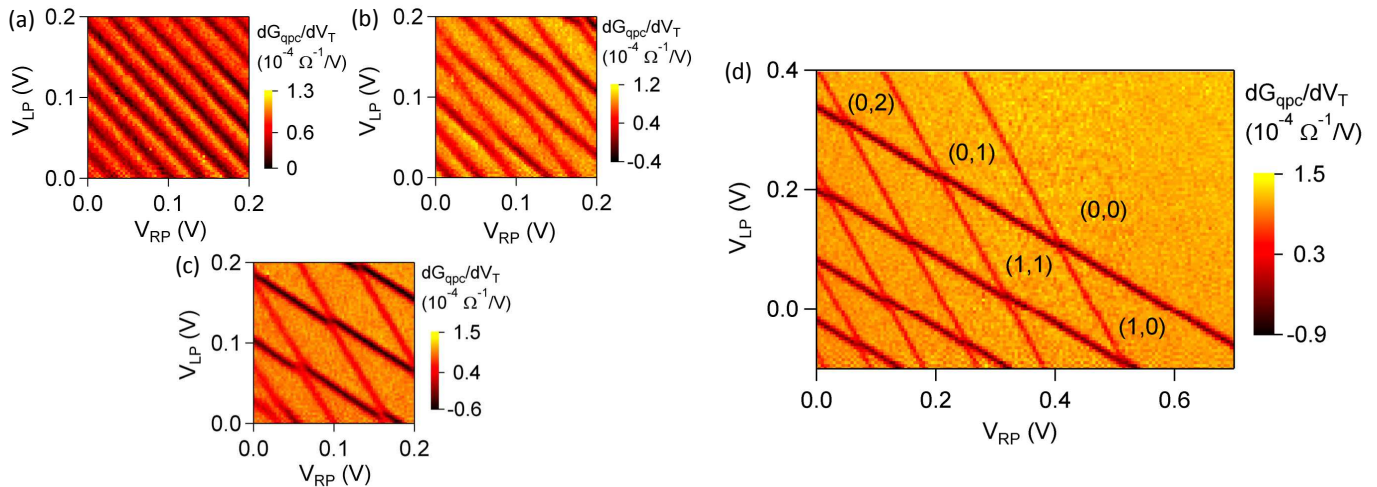 (a)
0.2
0.1
0.0
V_LP (V)
0.0 0.1 0.2
V_RP (V)
dG_qpc/dV_T
(10^-4 Ω^-1/V)
1.3
0.6
0
(b)
0.2
0.1
0.0
V_LP (V)
0.0 0.1 0.2
V_RP (V)
dG_qpc/dV_T
(10^-4 Ω^-1/V)
1.2
0.4
-0.4
(c)
0.2
0.1
0.0
V_LP (V)
0.0 0.1 0.2
V_RP (V)
dG_qpc/dV_T
(10^-4 Ω^-1/V)
1.5
0.4
-0.6
(d)
0.4
0.2
0.0
V_LP (V)
(0,2)
(0,1)
(0,0)
(1,1)
(1,0)
0.0 0.2 0.4 0.6
V_RP (V)
dG_qpc/dV_T
(10^-4 Ω^-1/V)
1.5
0.3
-0.9